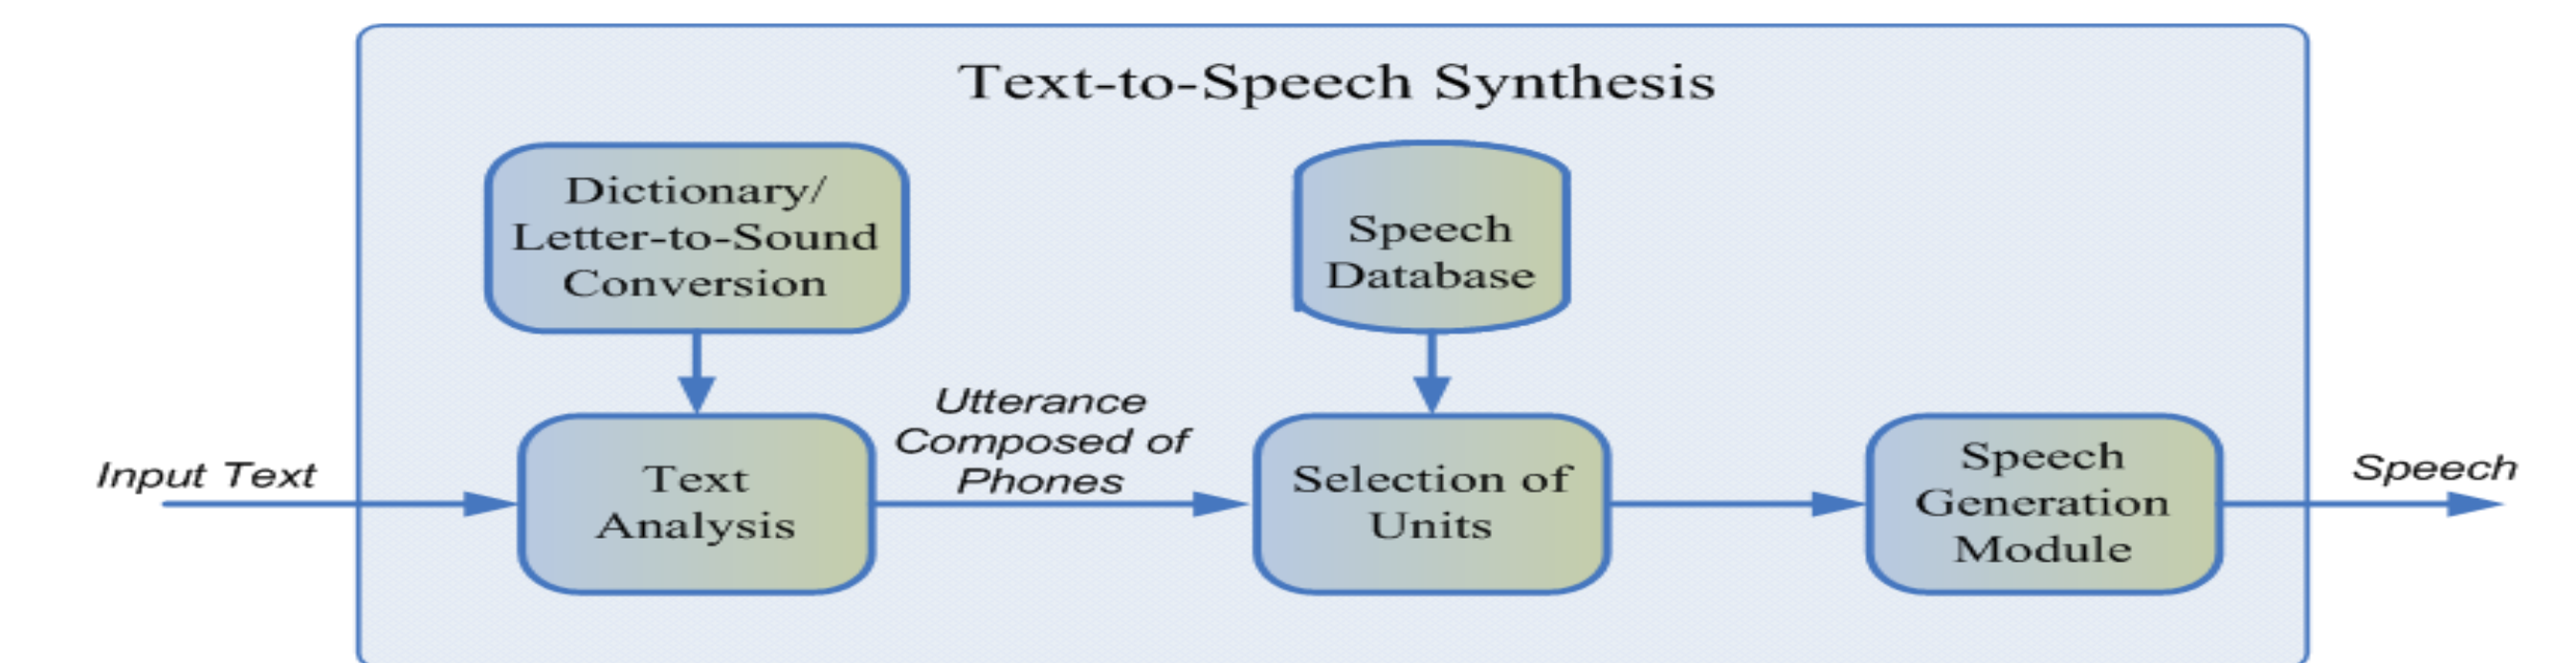 Text-to-Speech Synthesis
Dictionary/
Letter-to-Sound
Conversion
Speech
Database
Input Text
Text
Analysis
Utterance
Composed of
Phones
Selection of
Units
Speech
Generation
Module
Speech